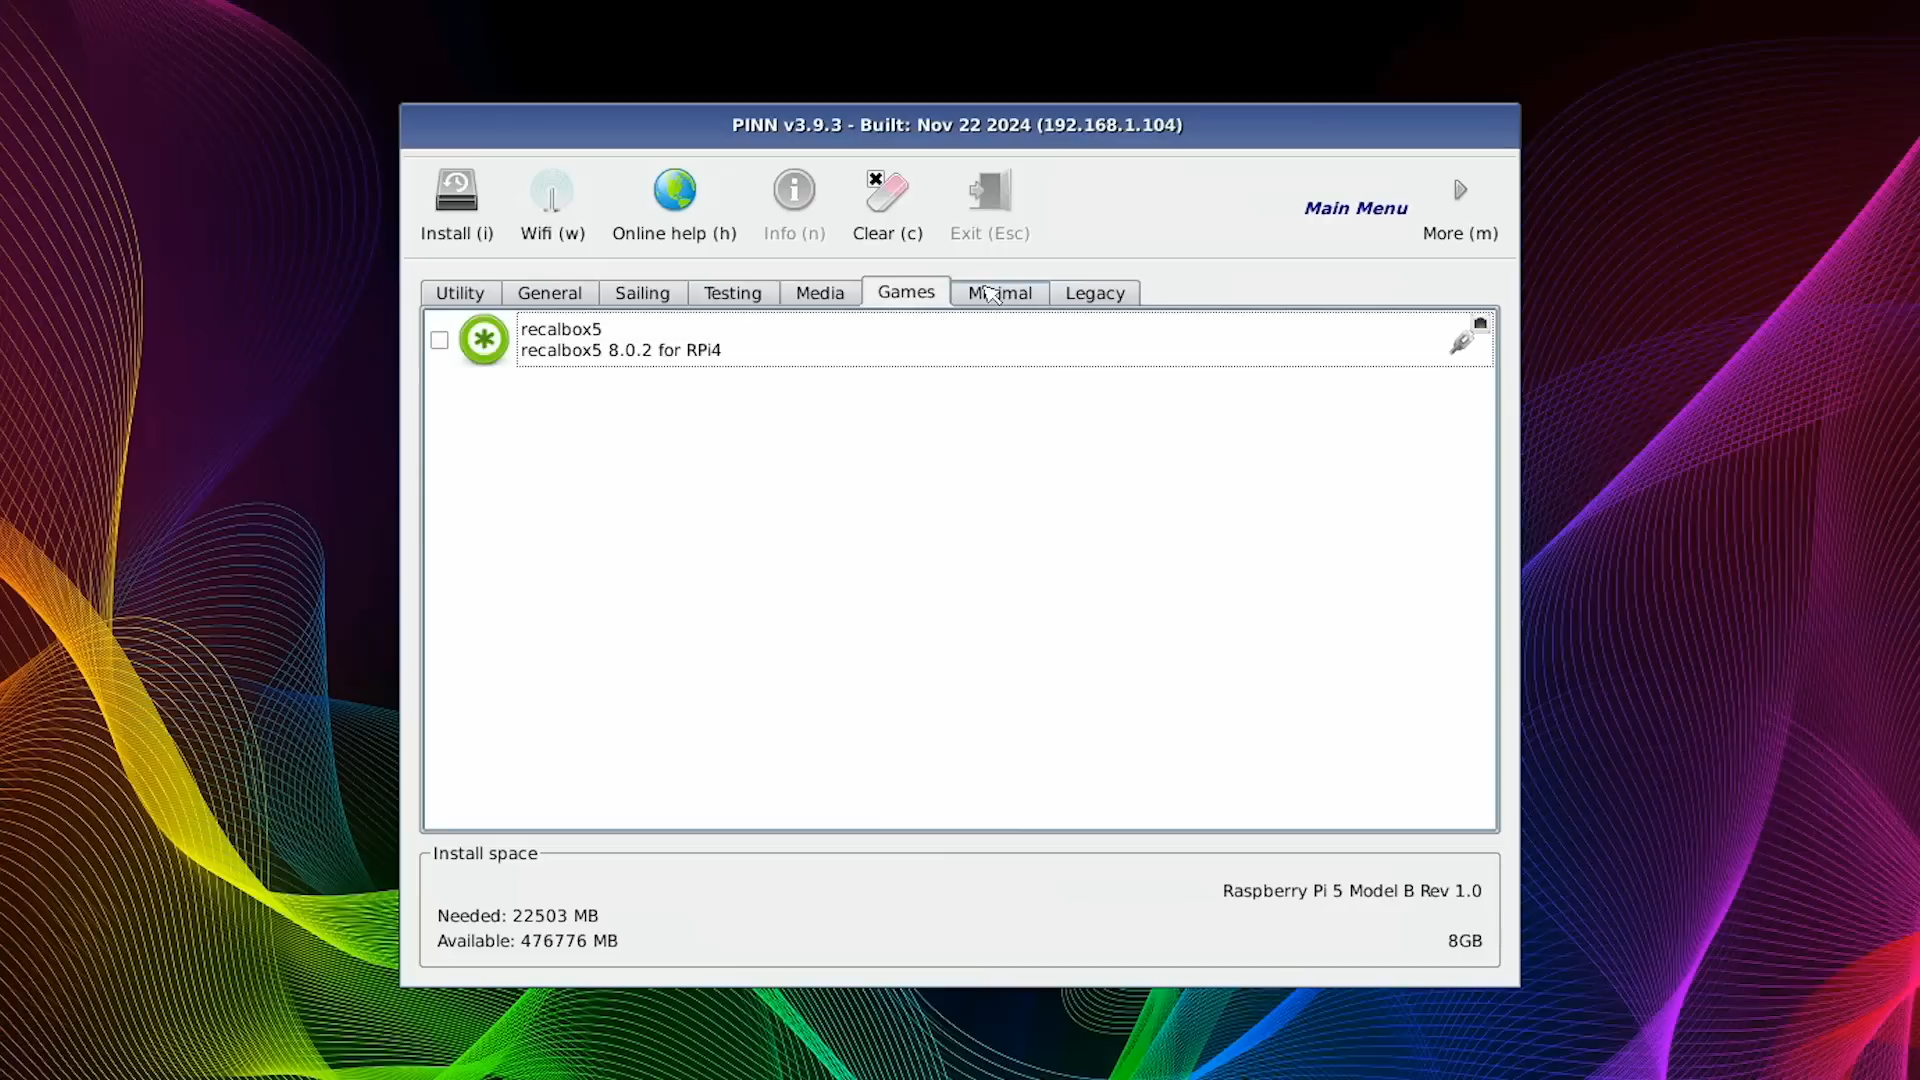 PINN v3.9.3 - Built: Nov 22 2024 (192.168.1.104)
Install (i) Wifi (w) Online help (h) Info (n) Clear (c) Exit (Esc) Main Menu More (m)
Utility General Sailing Testing Media Games Minimal Legacy
recalbox5
recalbox5 8.0.2 for RPi4
Install space
Raspberry Pi 5 Model B Rev 1.0
Needed: 22503 MB
Available: 476776 MB 8GB